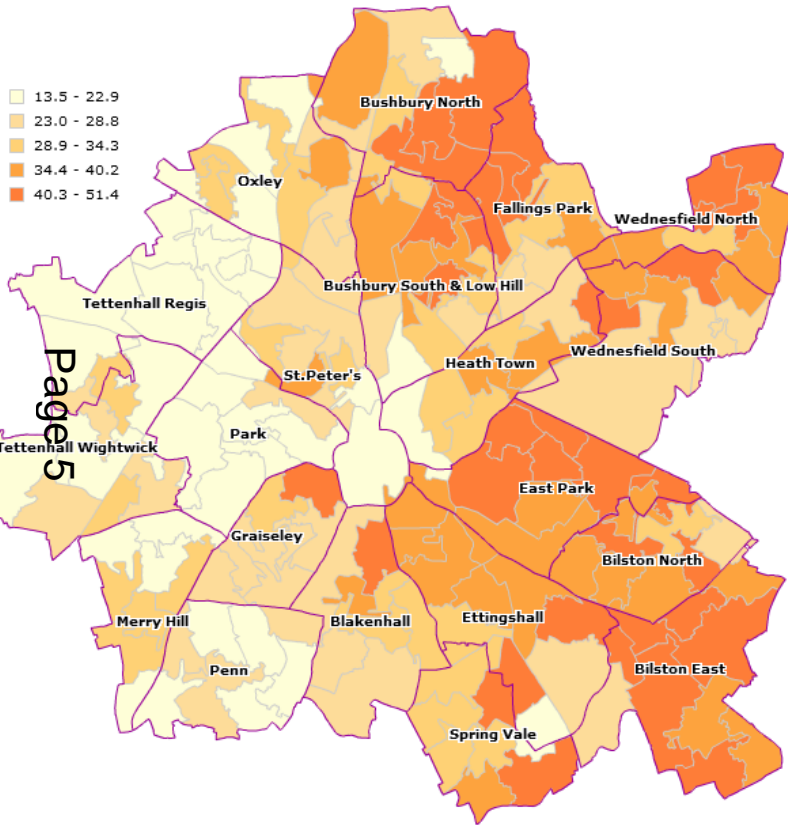 13.5 - 22.9
23.0 - 28.8
28.9 - 34.3
34.4 - 40.2
40.3 - 51.4
Bushbury North
Oxley
Fallings Park
Wednesfield North
Bushbury South & Low Hill
Tettenhall Regis
Wednesfield South
Heath Town
St.Peter's
Page 5
Park
Tettenhall Wightwick
East Park
Graiseley
Bilston North
Merry Hill
Blakenhall
Ettingshall
Penn
Bilston East
Spring Vale